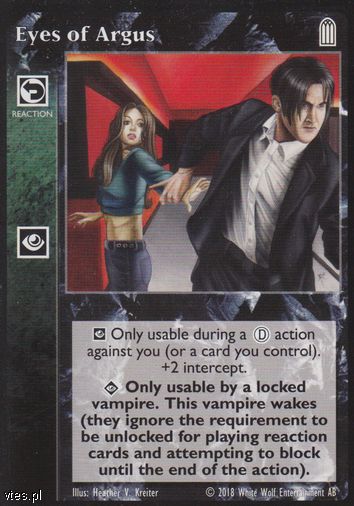 Eyes of Argus
REACTION
Only usable during a D action
against you (or a card you control).
+2 intercept.
Only usable by a locked
vampire. This vampire wakes
(they ignore the requirement to
be unlocked for playing reaction
cards and attempting to block
until the end of the action).
Illus: Heather V. Kreiter © 2018 White Wolf Entertainment AB
vtes.pl